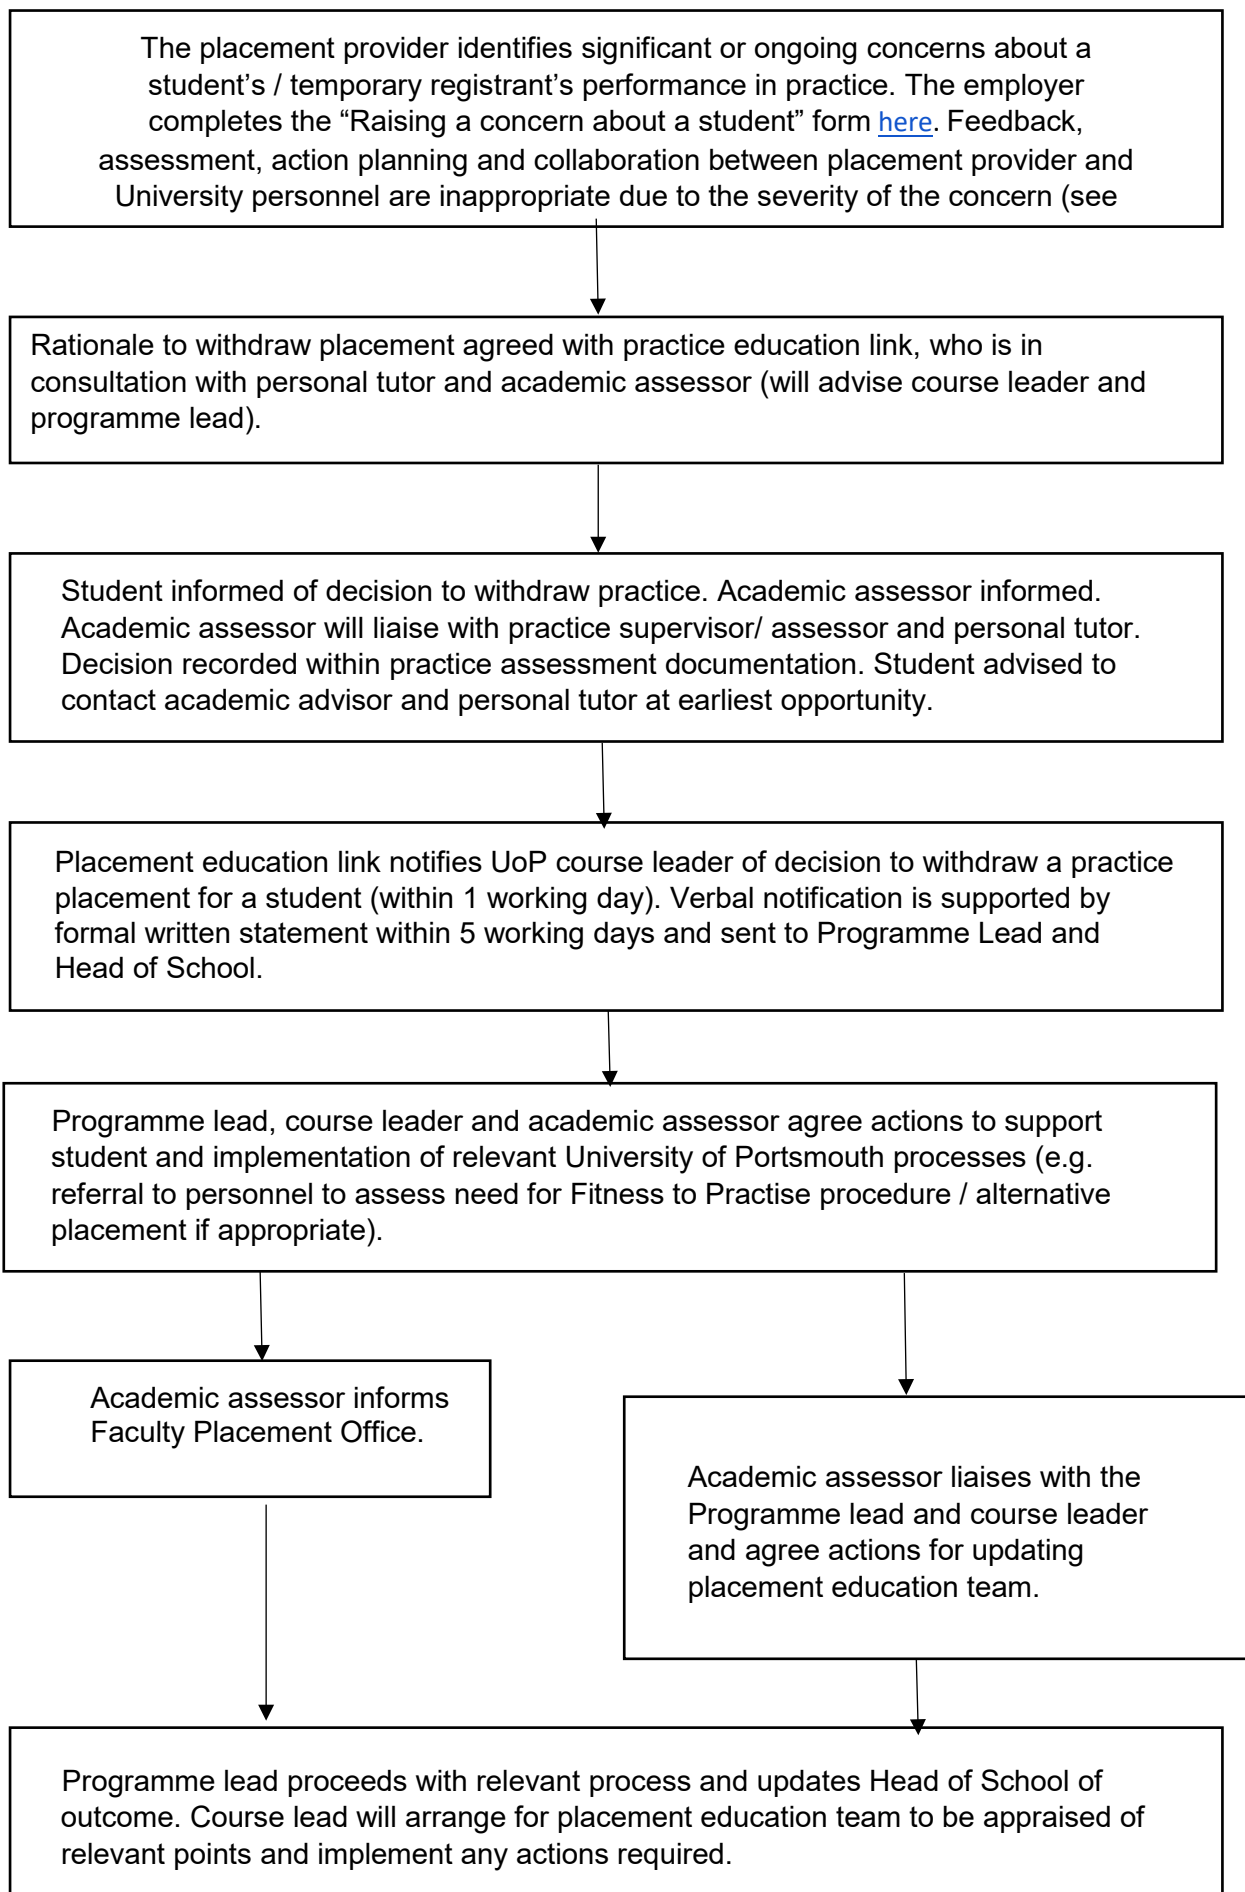 The placement provider identifies significant or ongoing concerns about a
student's / temporary registrant's performance in practice. The employer
completes the “Raising a concern about a student” form here. Feedback,
assessment, action planning and collaboration between placement provider and
University personnel are inappropriate due to the severity of the concern (see
Rationale to withdraw placement agreed with practice education link, who is in
consultation with personal tutor and academic assessor (will advise course leader and
programme lead).
Student informed of decision to withdraw practice. Academic assessor informed.
Academic assessor will liaise with practice supervisor/ assessor and personal tutor.
Decision recorded within practice assessment documentation. Student advised to
contact academic advisor and personal tutor at earliest opportunity.
Placement education link notifies UoP course leader of decision to withdraw a practice
placement for a student (within 1 working day). Verbal notification is supported by
formal written statement within 5 working days and sent to Programme Lead and
Head of School.
Programme lead, course leader and academic assessor agree actions to support
student and implementation of relevant University of Portsmouth processes (e.g.
referral to personnel to assess need for Fitness to Practise procedure / alternative
placement if appropriate).
Academic assessor informs
Faculty Placement Office.
Academic assessor liaises with the
Programme lead and course leader
and agree actions for updating
placement education team.
Programme lead proceeds with relevant process and updates Head of School of
outcome. Course lead will arrange for placement education team to be appraised of
relevant points and implement any actions required.